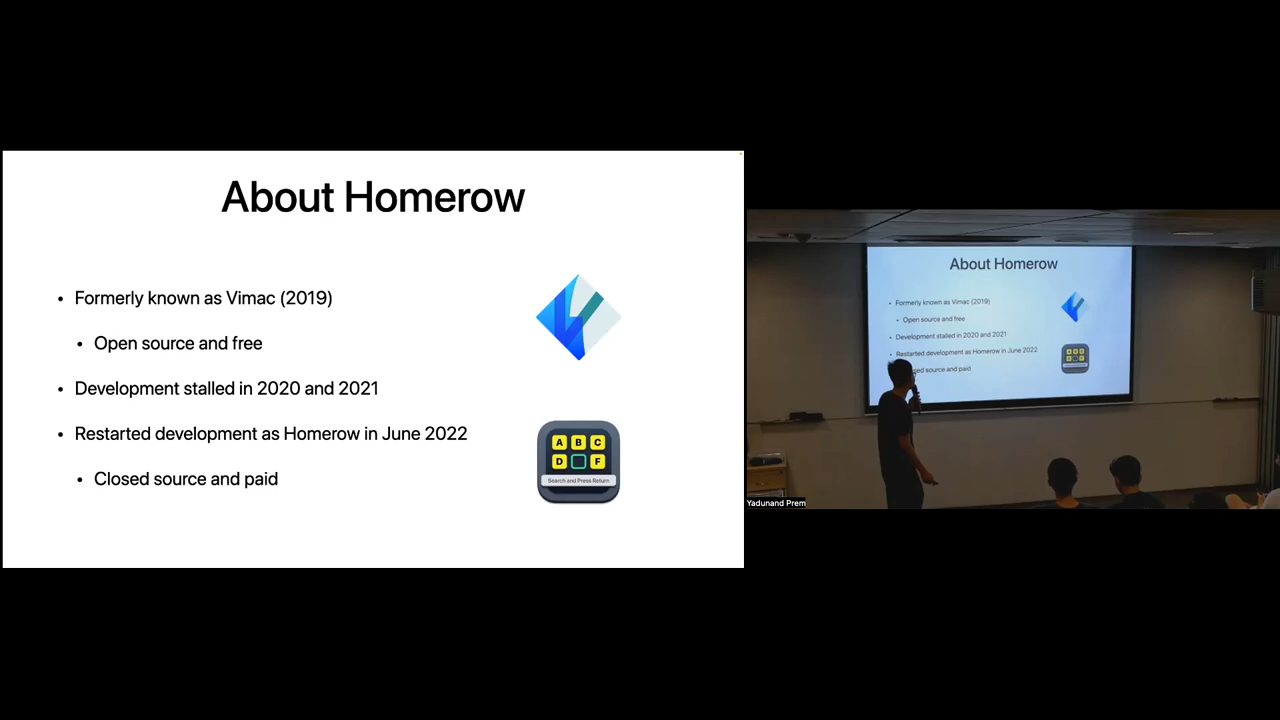 About Homerow
• Formerly known as Vimac (2019)
• Open source and free
• Development stalled in 2020 and 2021
• Restarted development as Homerow in June 2022
• Closed source and paid
A B C
D F
Search and Press Return
About Homerow
• Formerly known as Vimac (2019)
• Open source and free
• Development stalled in 2020 and 2021
• Restarted development as Homerow in June 2022
source and paid
Yadunand Prem